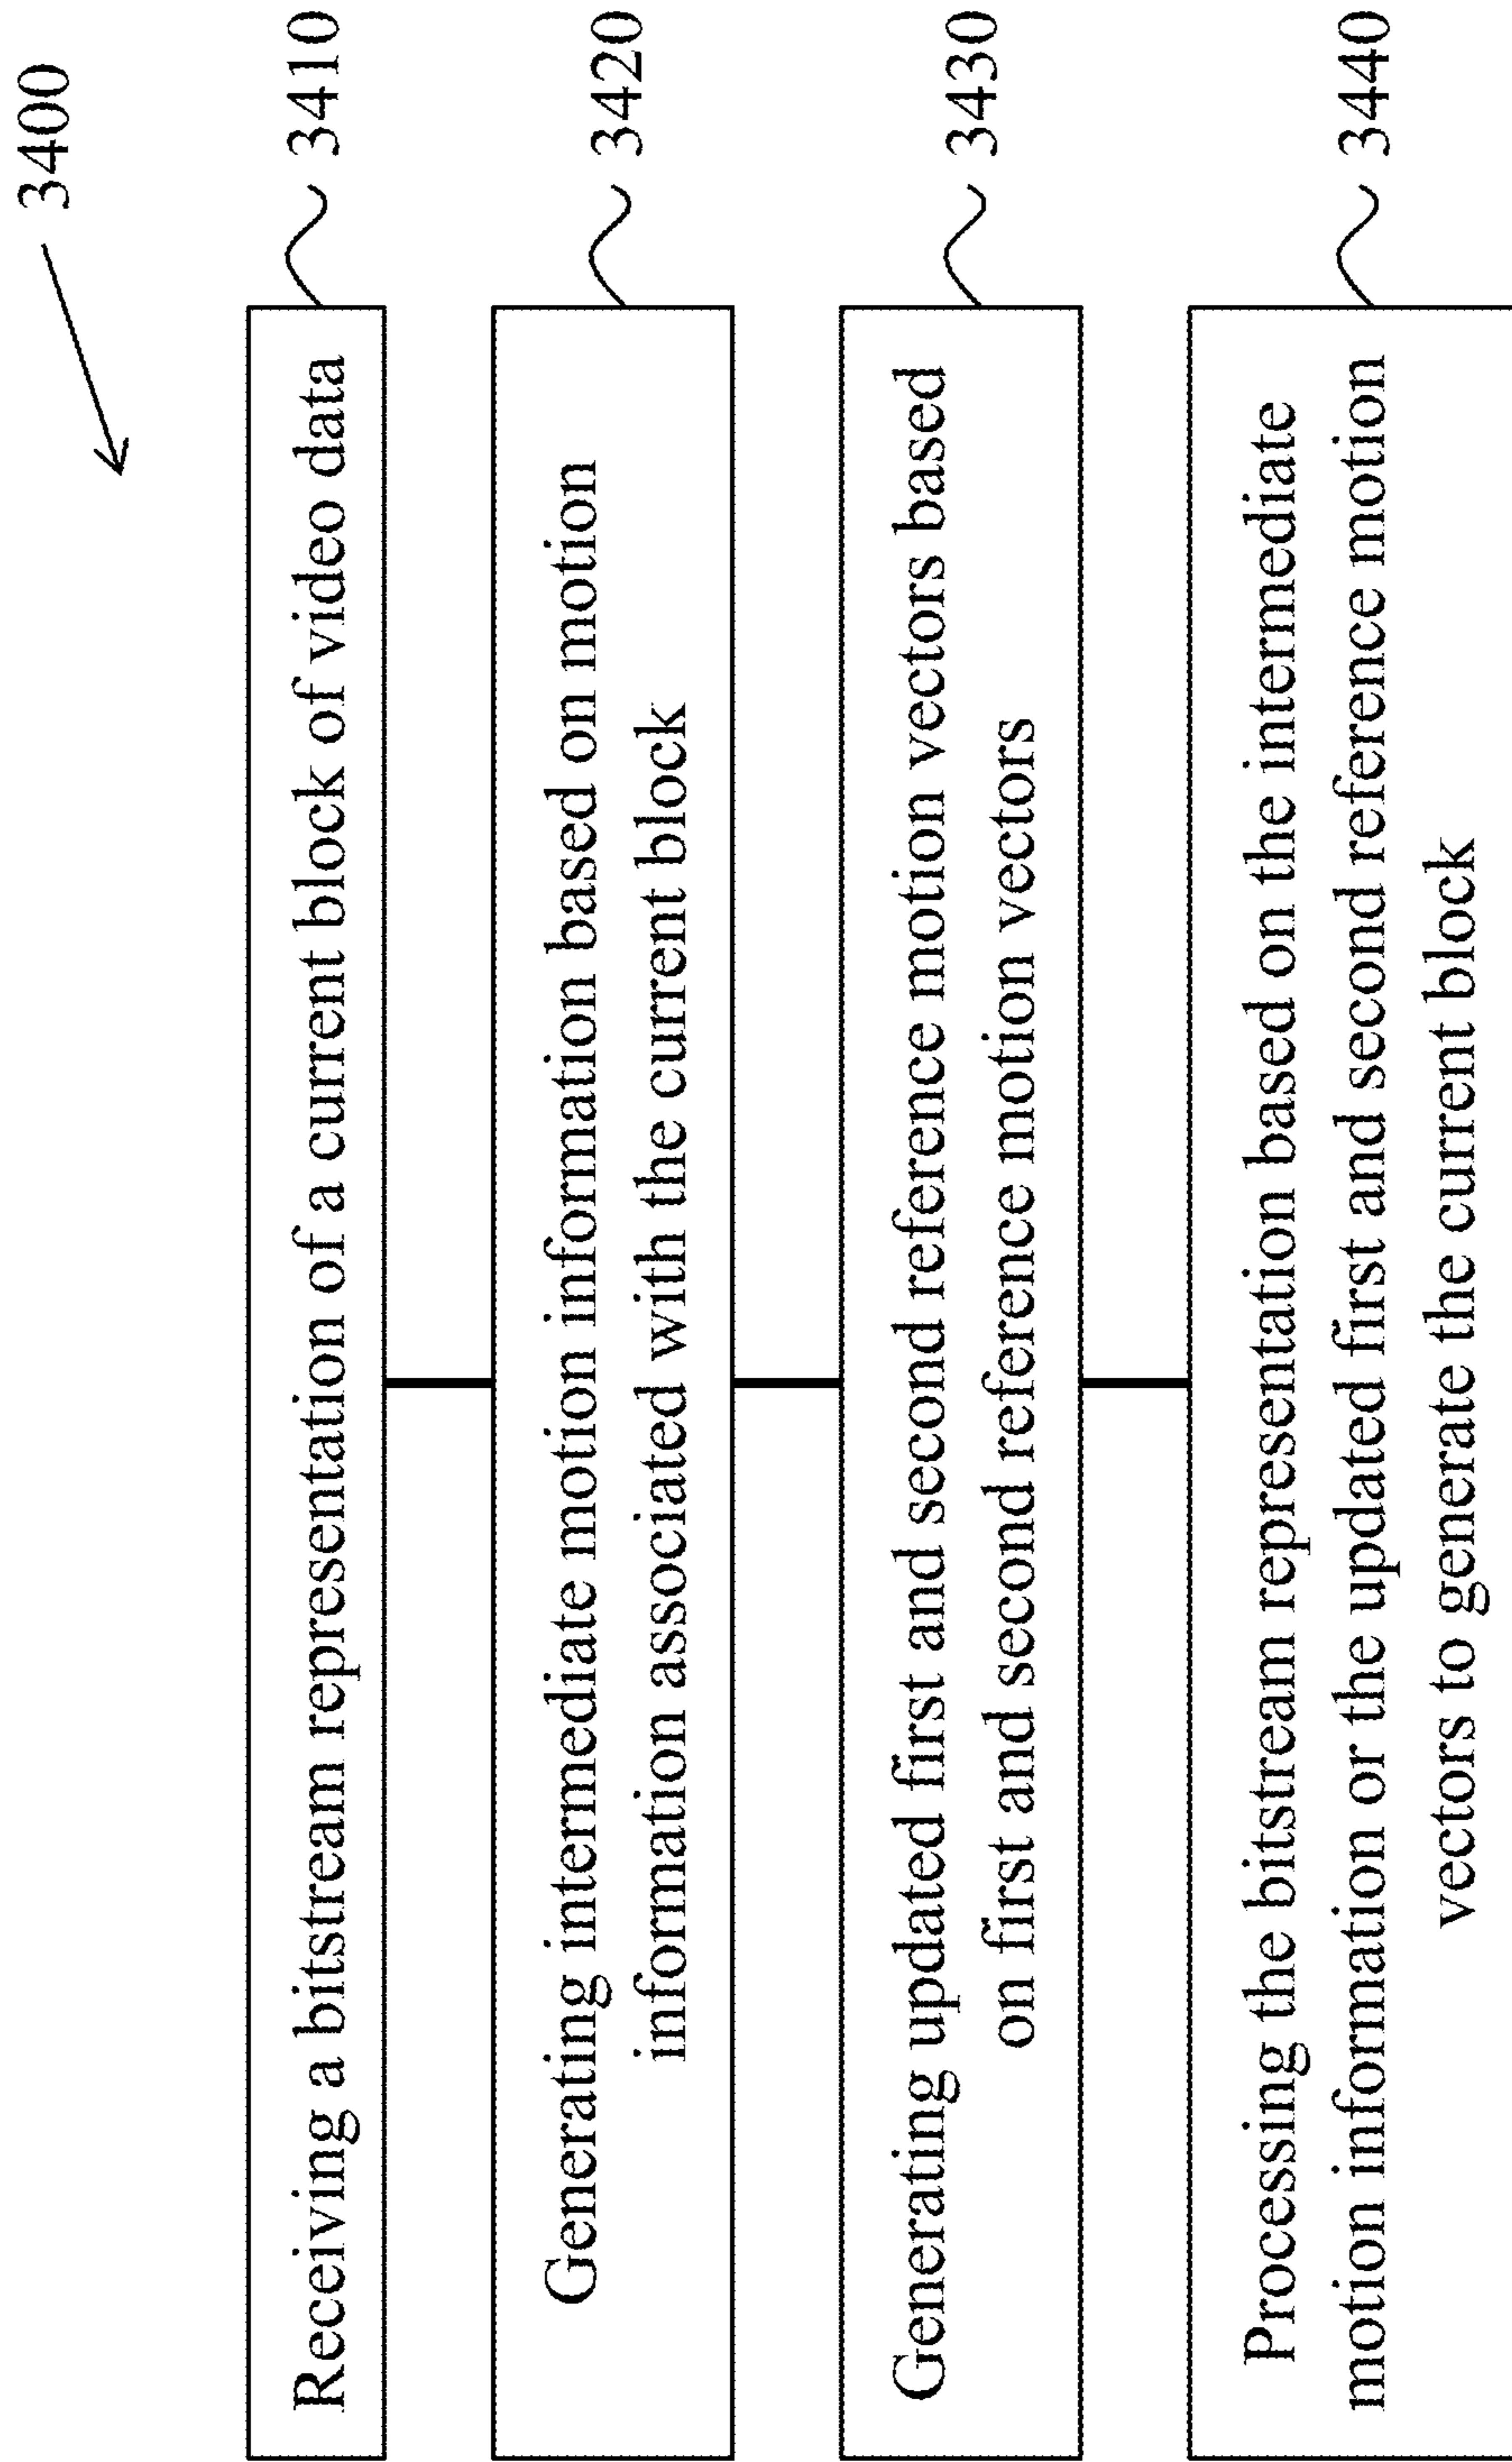 3400
Receiving a bitstream representation of a current block of video data
3410
Generating intermediate motion information based on motion
information associated with the current block
3420
Generating updated first and second reference motion vectors based
on first and second reference motion vectors
3430
Processing the bitstream representation based on the intermediate
motion information or the updated first and second reference motion
vectors to generate the current block
3440